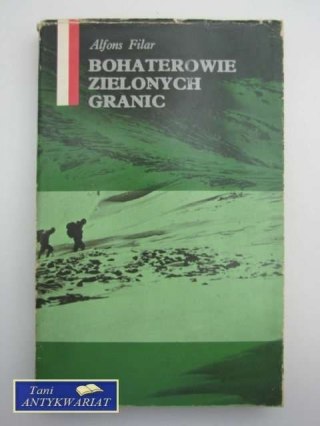 Alfons Filar
BOHATEROWIE
ZIELONYCH
GRANIC
Tani
ANTYKWARIAT